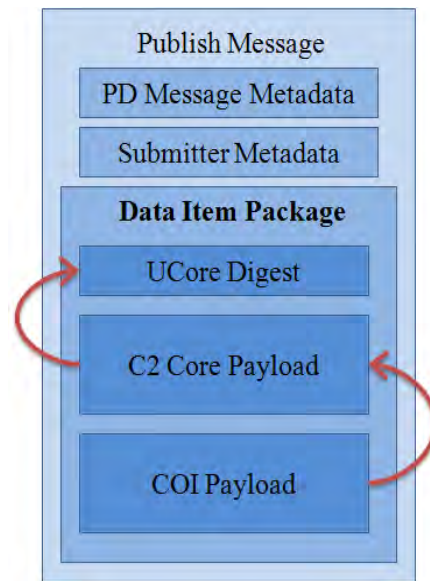 Publish Message
PD Message Metadata
Submitter Metadata
Data Item Package
UCore Digest
C2 Core Payload
COI Payload